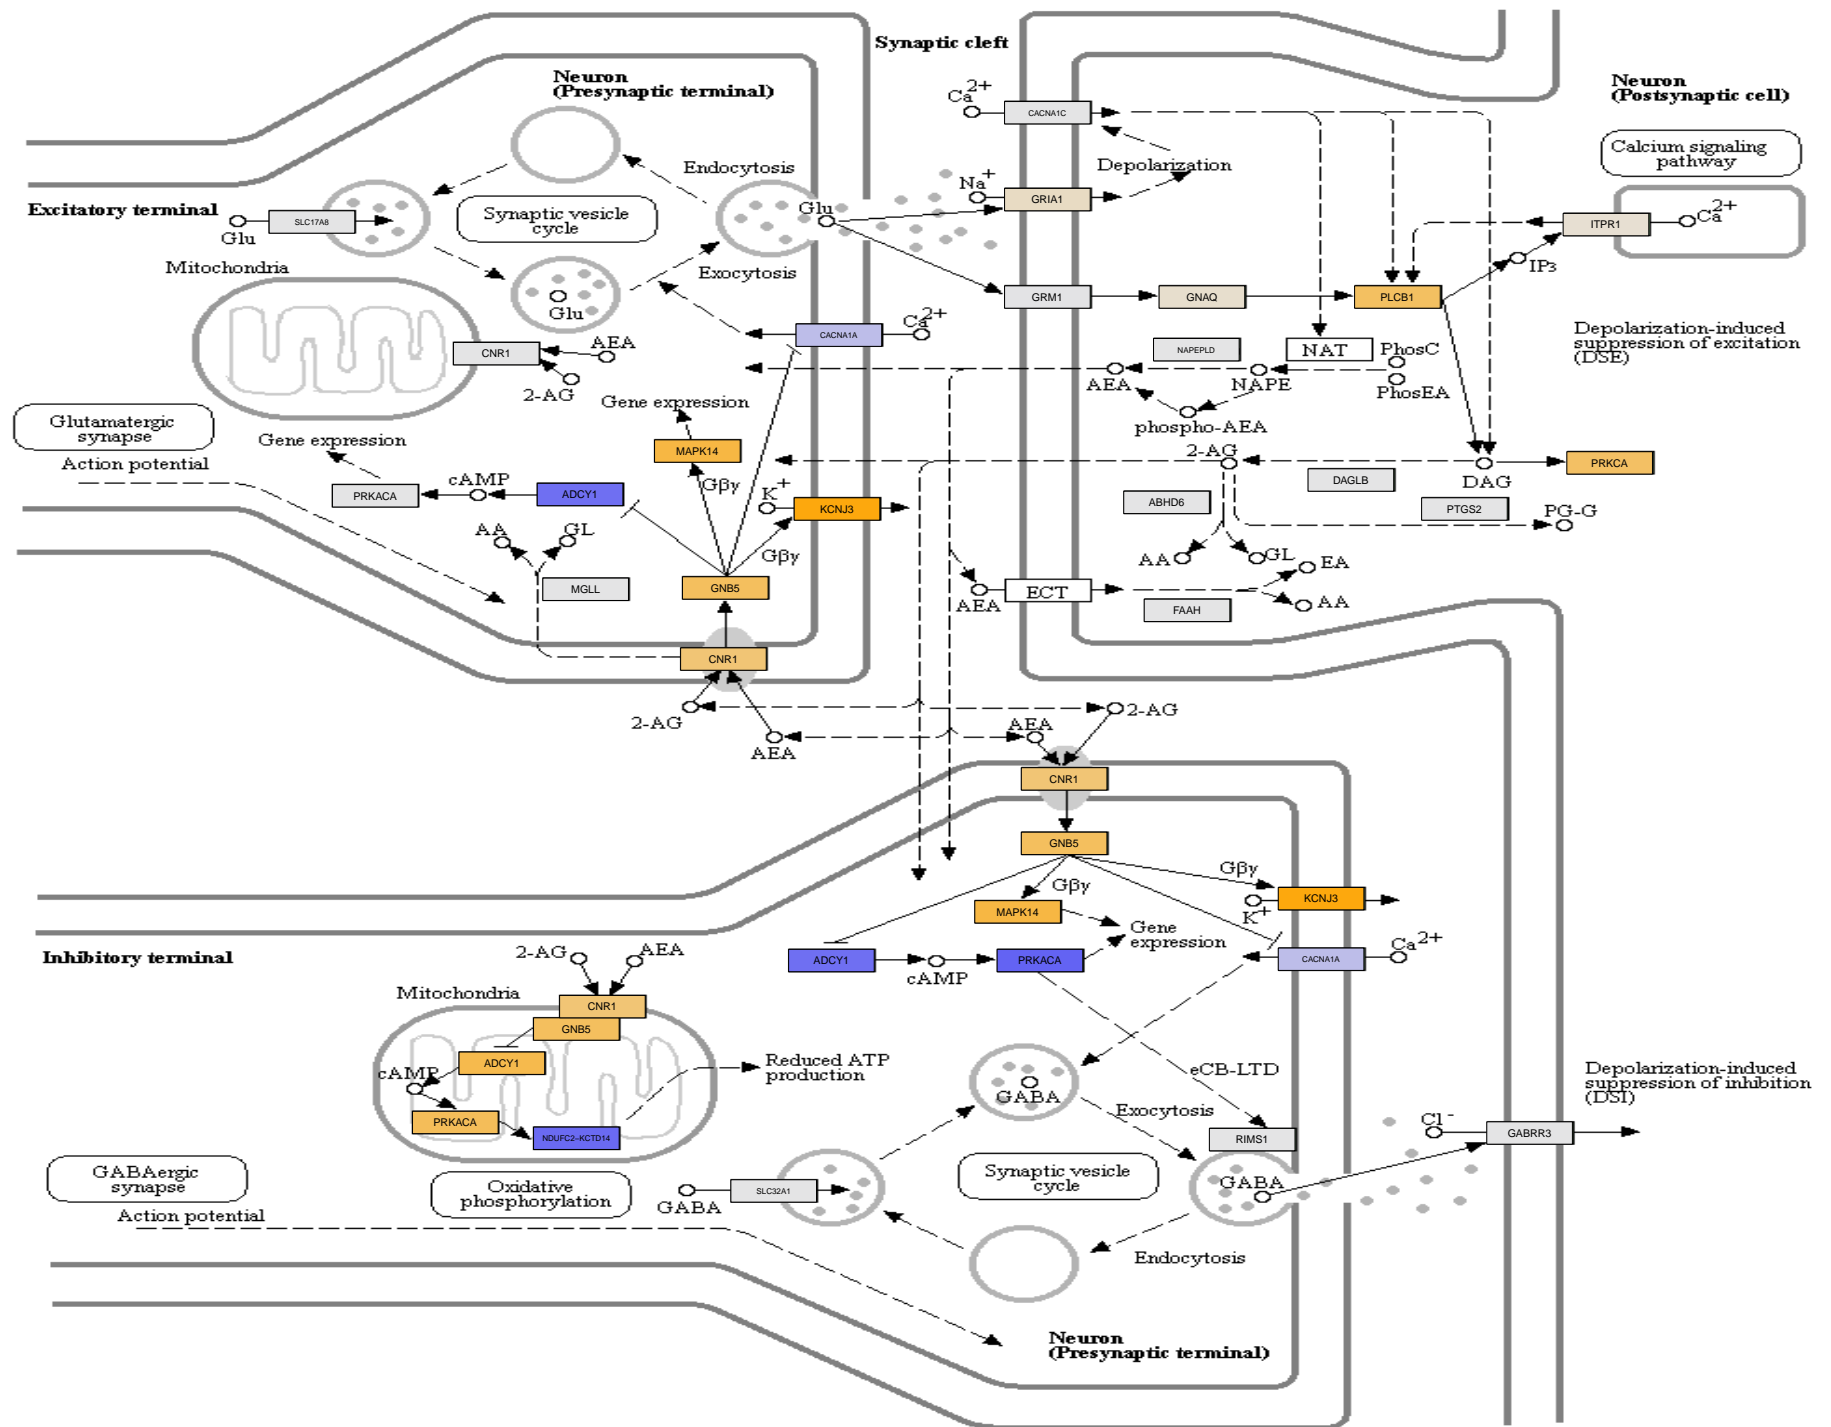 Synaptic cleft
Neuron
(Presynaptic terminal)
Ca2+
CACNA1C
Neuron
(Postsynaptic cell)
Calcium signaling
pathway
Endocytosis
Depolarization
Na+
GRIA1
Excitatory terminal
SLC17A8
Glu
Synaptic vesicle
cycle
Glu
ITPR1
Ca2+
Mitochondria
Exocytosis
IP3
Glu
GRM1
GNAQ
PLCB1
CACNA1A
Ca2+
Depolarization-induced
suppression of excitation
(DSE)
CNR1
AEA
2-AG
NAPEPLD
NAT
PhosC
PhosEA
AEA
NAPE
phospho-AEA
Glutamatergic
synapse
Gene expression
Gene expression
MAPK14
2-AG
Action potential
cAMP
PRKACA
ADCY1
Gβγ
K+
KCNJ3
DAGLB
DAG
PRKCA
ABHD6
PTGS2
PG-G
AA
GL
Gβγ
AA
GL
EA
MGLL
GNB5
AEA
ECT
FAAH
AA
CNR1
2-AG
AEA
AEA
2-AG
CNR1
GNB5
Gβγ
Gβγ
KCNJ3
K+
MAPK14
Gene
expression
Inhibitory terminal
2-AG
AEA
ADCY1
cAMP
PRKACA
CACNA1A
Ca2+
Mitochondria
CNR1
GNB5
ADCY1
cAMP
Reduced ATP
production
PRKACA
NDUFC2-KCTD14
GABA
eCB-LTD
Exocytosis
RIMS1
Depolarization-induced
suppression of inhibition
(DSI)
Cl-
GABRR3
GABAergic
synapse
Oxidative
phosphorylation
GABA
SLC32A1
Synaptic vesicle
cycle
GABA
Action potential
Endocytosis
Neuron
(Presynaptic terminal)